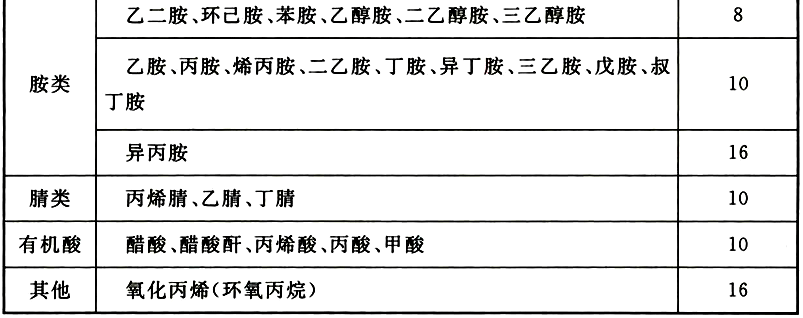 乙二胺、环己胺、苯胺、乙醇胺、二乙醇胺、三乙醇胺 8
胺类 乙胺、丙胺、烯丙胺、二乙胺、丁胺、异丁胺、三乙胺、戊胺、叔 10
丁胺
异丙胺 16
腈类 丙烯腈、乙腈、丁腈 10
有机酸 醋酸、醋酸酐、丙烯酸、丙酸、甲酸 10
其他 氧化丙烯(环氧丙烷) 16